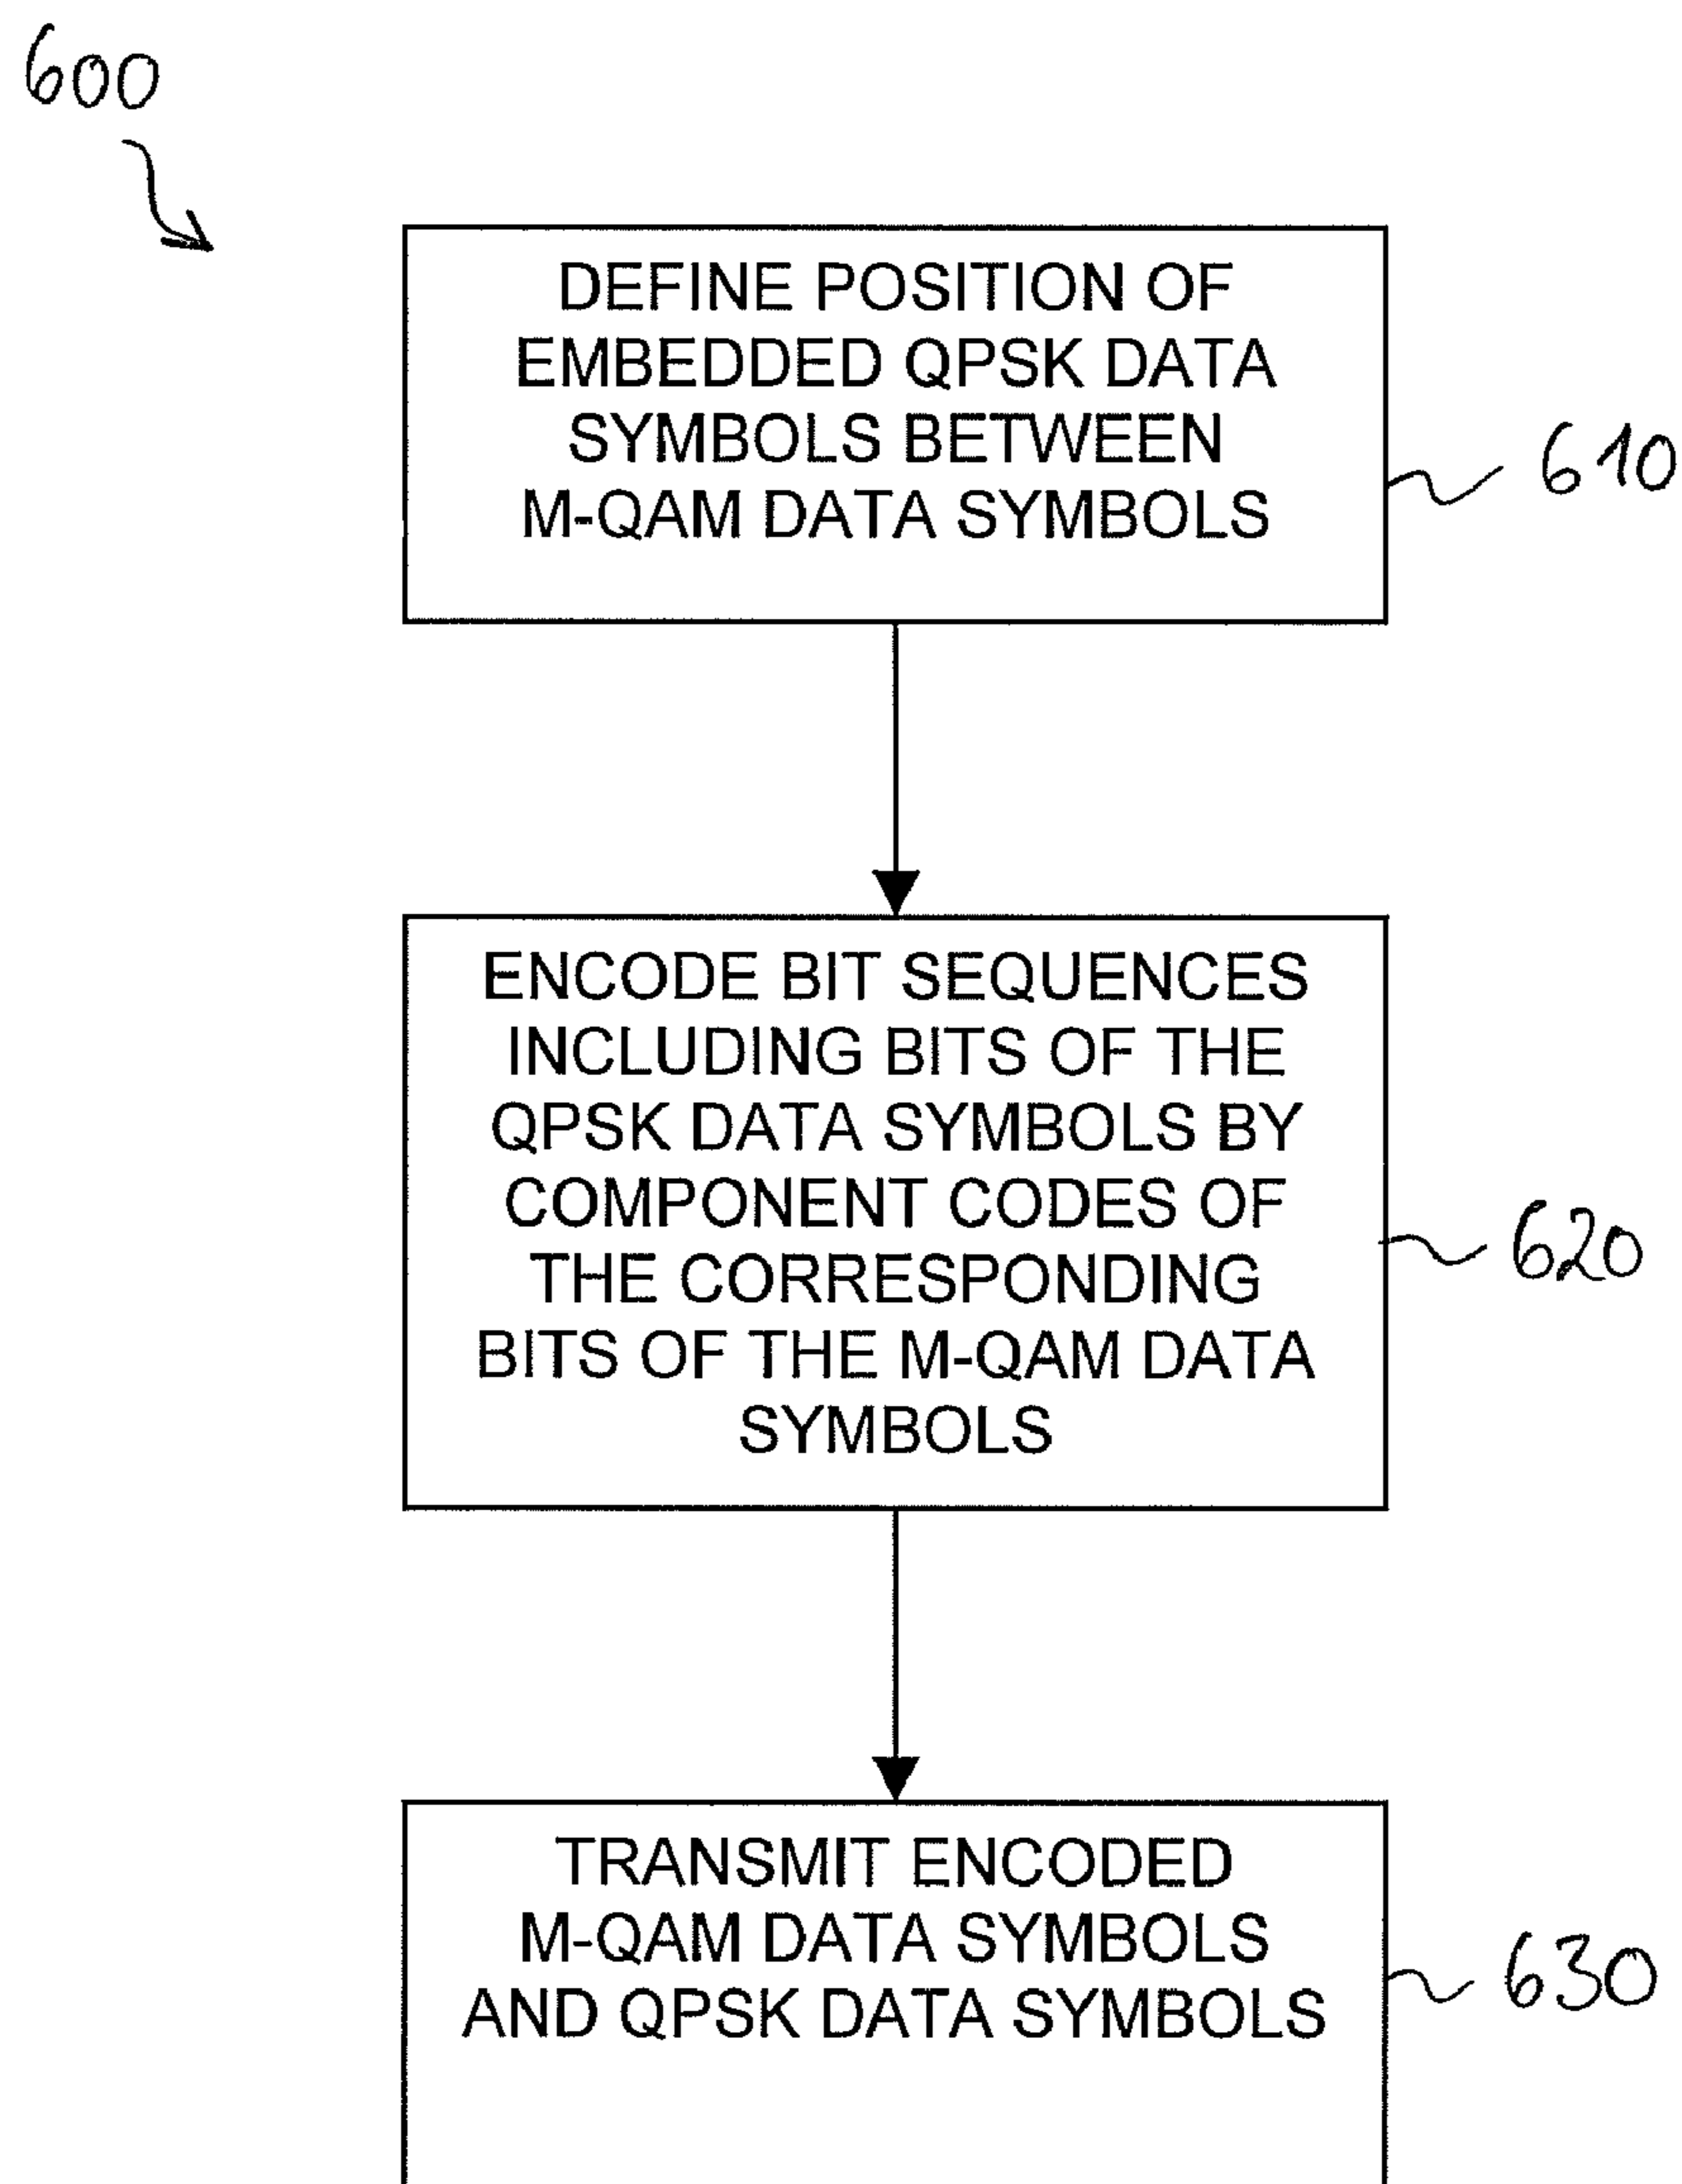 600
DEFINE POSITION OF
EMBEDDED QPSK DATA
SYMBOLS BETWEEN
M-QAM DATA SYMBOLS
610
ENCODE BIT SEQUENCES
INCLUDING BITS OF THE
QPSK DATA SYMBOLS BY
COMPONENT CODES OF
THE CORRESPONDING
BITS OF THE M-QAM DATA
SYMBOLS
620
TRANSMIT ENCODED
M-QAM DATA SYMBOLS
AND QPSK DATA SYMBOLS
630